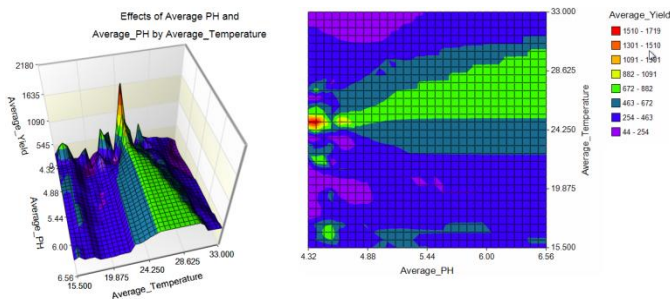 Effects of Average PH and
Average_PH by Average_Temperature
2180
1635
1090
545
0
Average_Yield
4.32
4.88
5.44
6.00
6.56
Average_PH
15.500
19.875
24.250
28.625
33.000
Average_Temperature
33.000
28.625
24.250
19.875
15.500
Average_Temperature
4.32
4.88
5.44
6.00
6.56
Average_PH
Average_Yield
1510 - 1719
1301 - 1510
1091 - 1301
882 - 1091
672 - 882
463 - 672
254 - 463
44 - 254